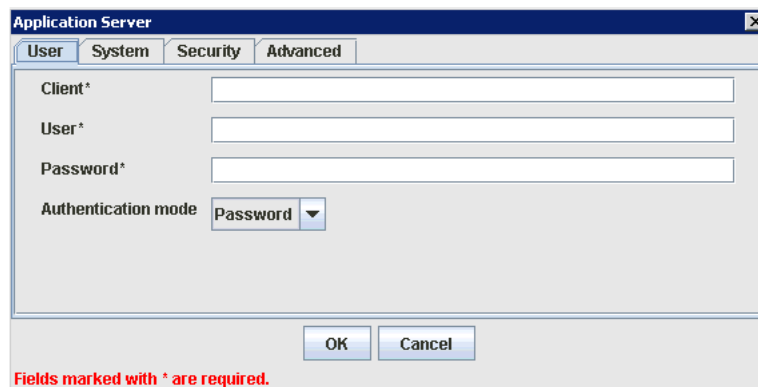 Application Server
User System Security Advanced
Client*
User*
Password*
Authentication mode Password
OK Cancel
Fields marked with * are required.